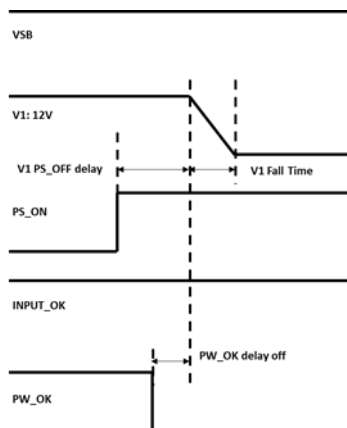 VSB
V1: 12V
V1 PS_OFF delay
V1 Fall Time
PS_ON
INPUT_OK
PW_OK delay off
PW_OK